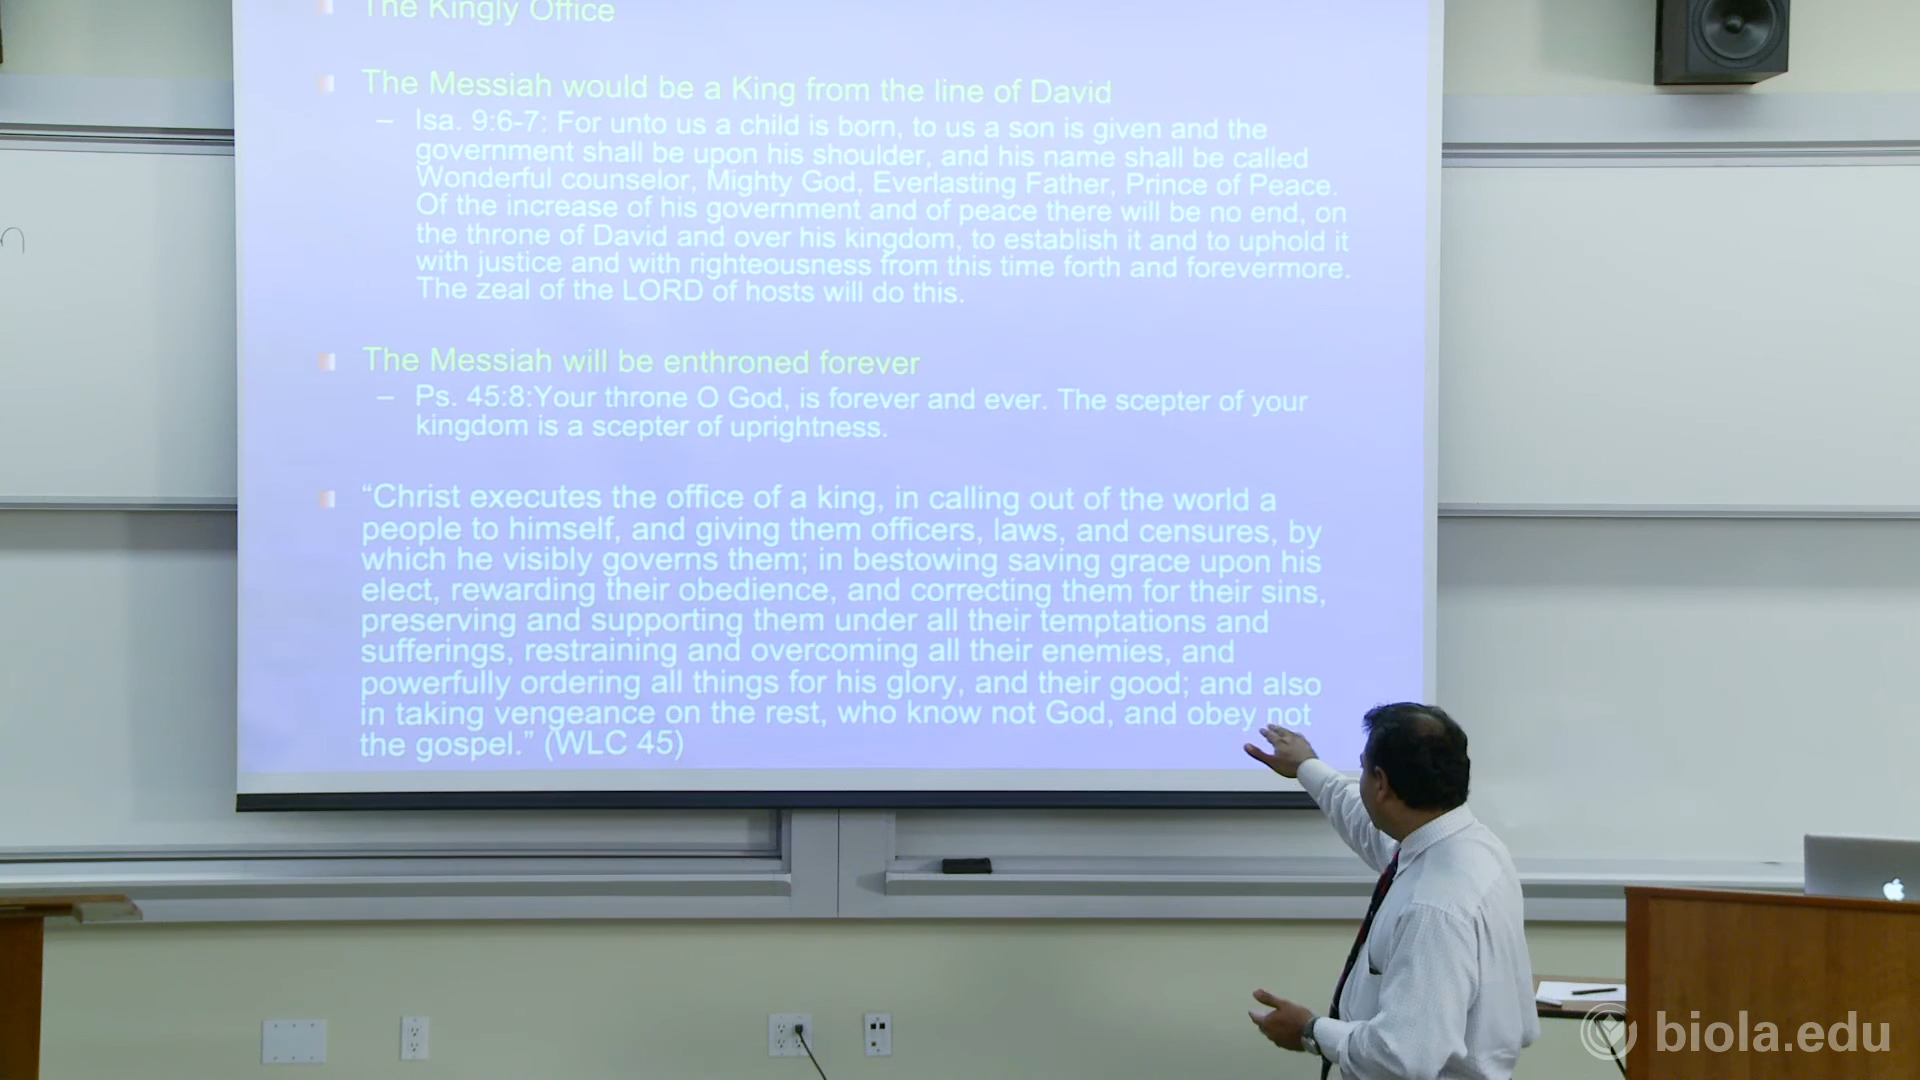 The Kingly Office
The Messiah would be a King from the line of David
– Isa. 9:6-7: For unto us a child is born, to us a son is given and the
government shall be upon his shoulder, and his name shall be called
Wonderful counselor, Mighty God, Everlasting Father, Prince of Peace.
Of the increase of his government and of peace there will be no end, on
the throne of David and over his kingdom, to establish it and to uphold it
with justice and with righteousness from this time forth and forevermore.
The zeal of the LORD of hosts will do this.
The Messiah will be enthroned forever
– Ps. 45:8:Your throne O God, is forever and ever. The scepter of your
kingdom is a scepter of uprightness.
“Christ executes the office of a king, in calling out of the world a
people to himself, and giving them officers, laws, and censures, by
which he visibly governs them; in bestowing saving grace upon his
elect, rewarding their obedience, and correcting them for their sins,
preserving and supporting them under all their temptations and
sufferings, restraining and overcoming all their enemies, and
powerfully ordering all things for his glory, and their good; and also
in taking vengeance on the rest, who know not God, and obey not
the gospel.” (WLC 45)
biola.edu